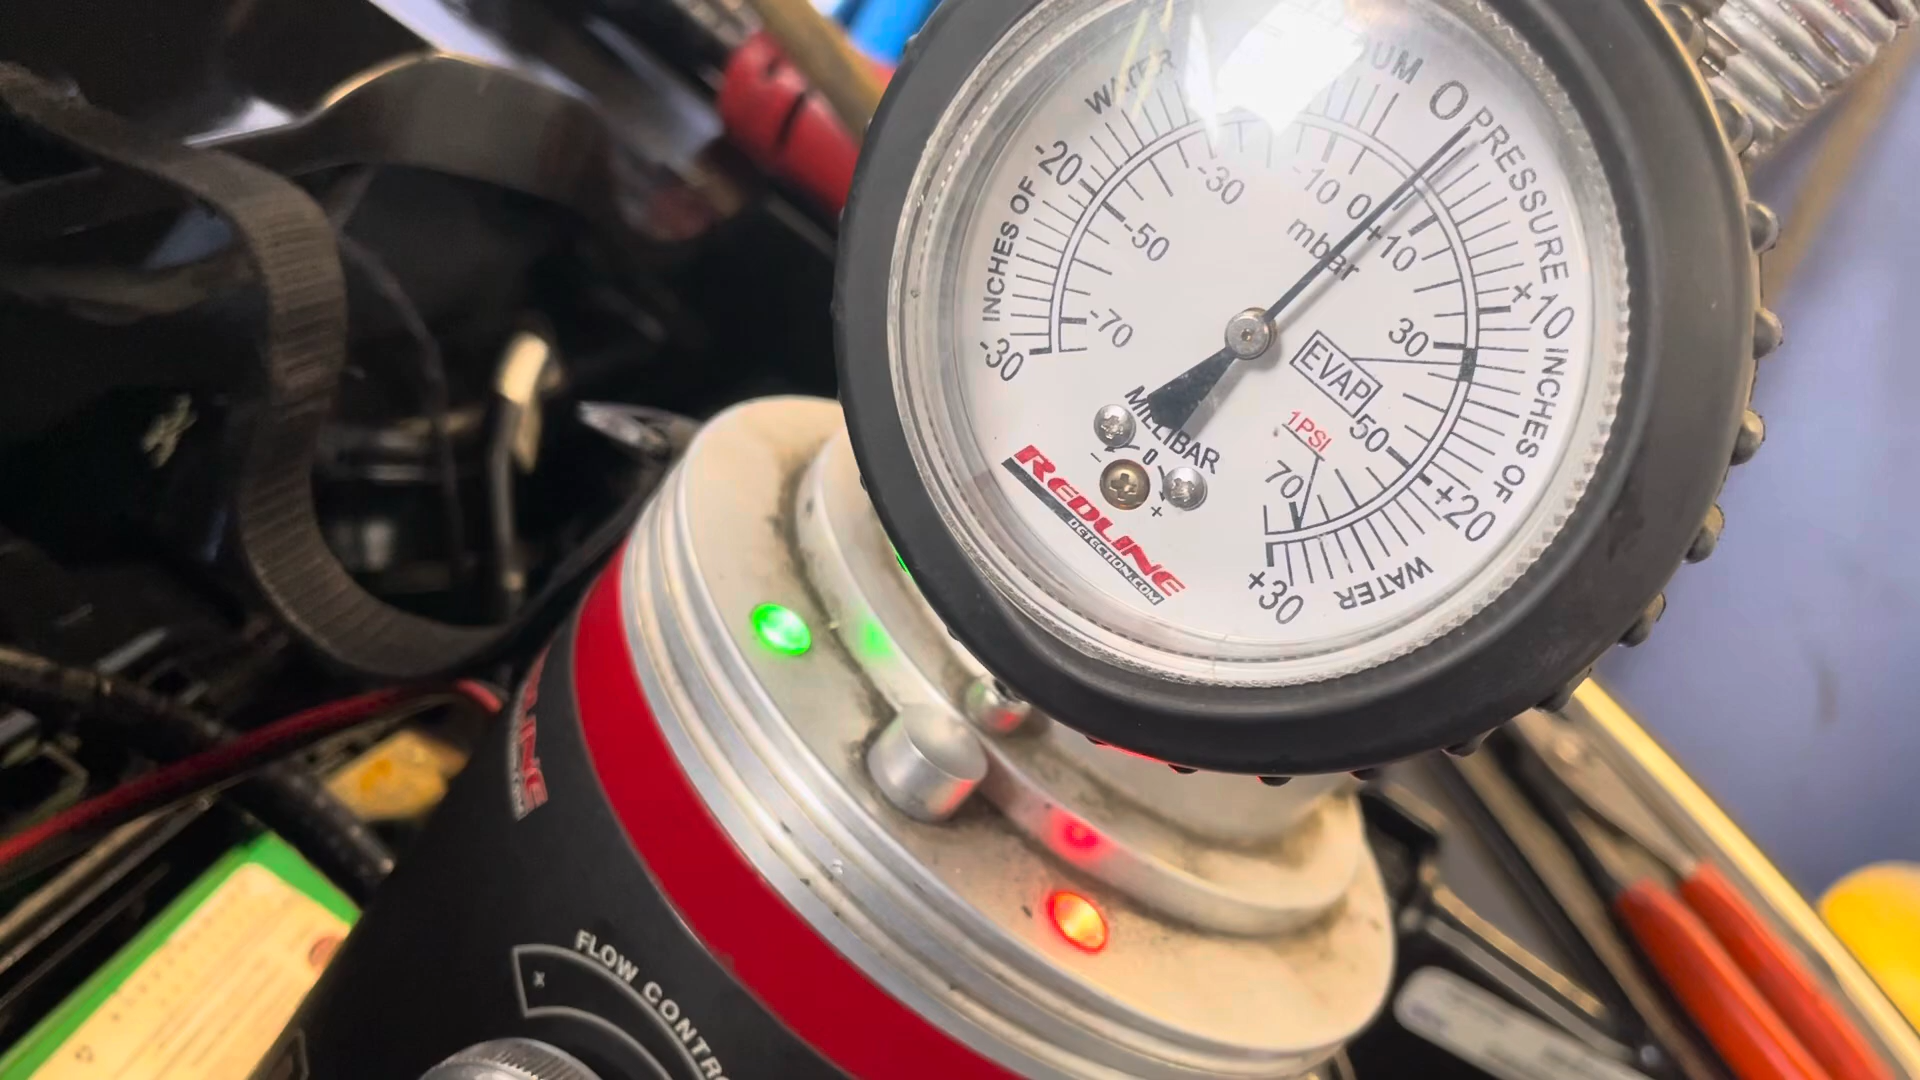 INCHES OF WATER
UM
0
PRESSURE
-30
-20
+10
+20
+30
INCHES OF WATER
-70
-50
-30
-10
0
+10
30
50
70
mbar
EVAP
1PSI
MILLIBAR
- 0 +
REDLINE
DETECTION.COM
FLOW CONTRO
x